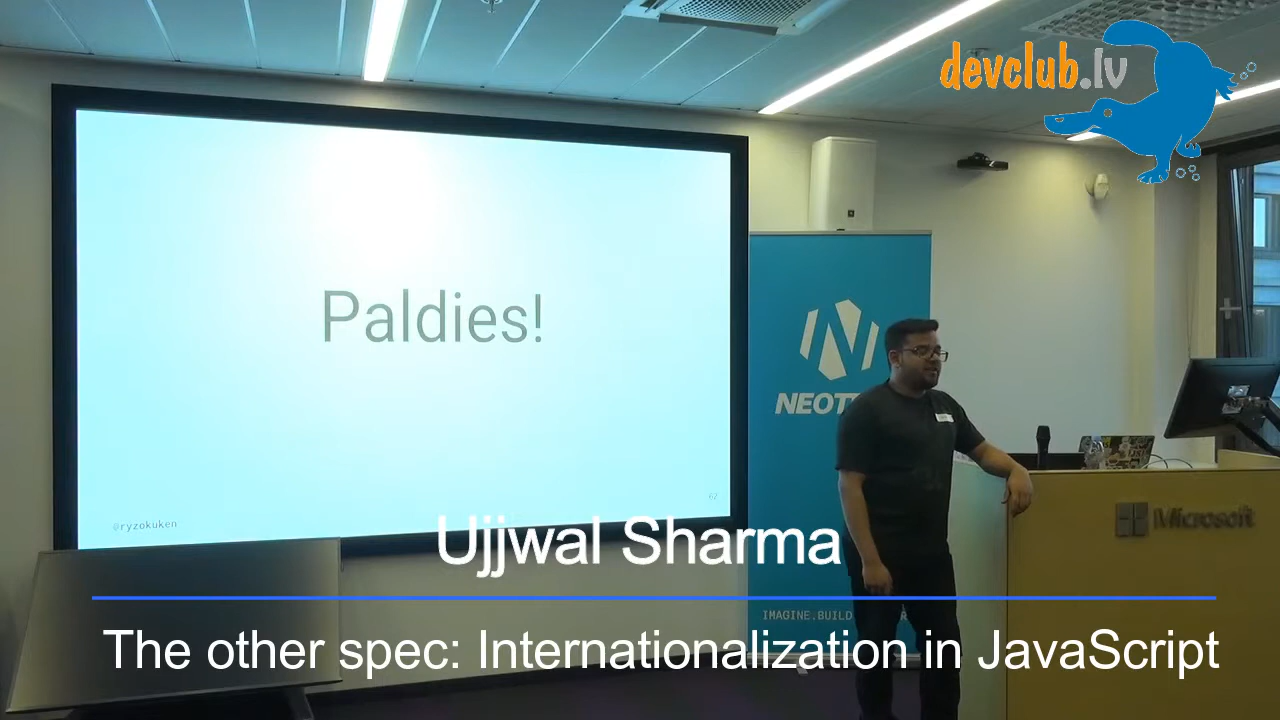 devclub.lv
Paldies!
NEOT
62
@ryzokuken
Microsoft
Ujjwal Sharma
IMAGINE.BUILD
The other spec: Internationalization in JavaScript